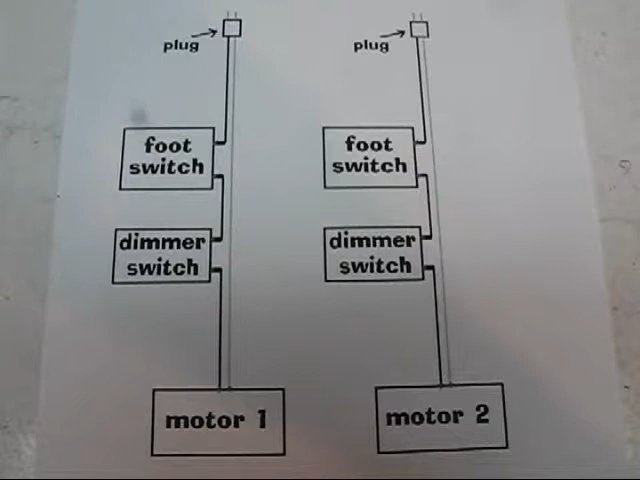 plug
plug
foot
switch
foot
switch
dimmer
switch
dimmer
switch
motor 1
motor 2